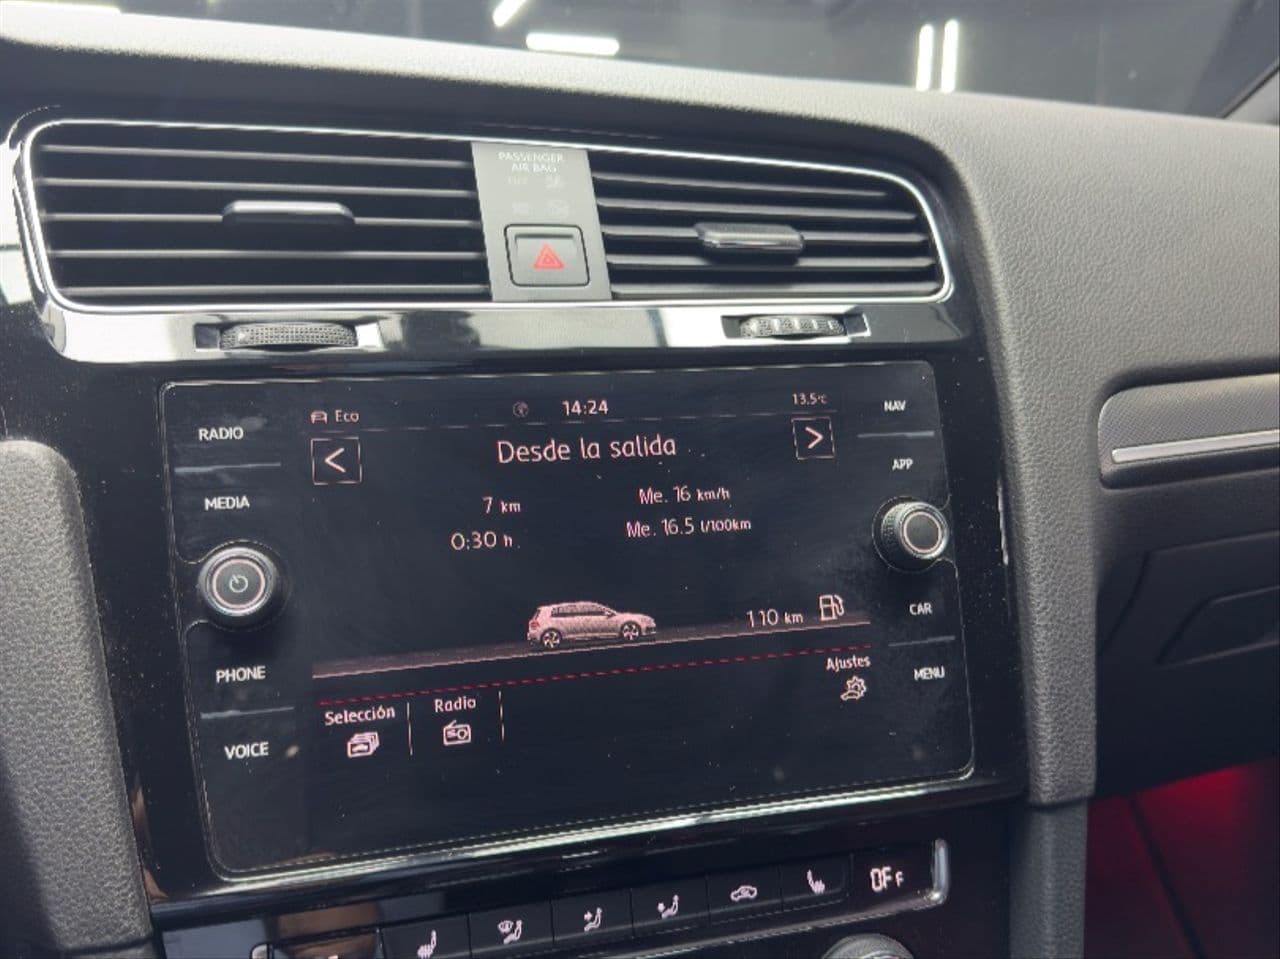 PASSENGER
AIR BAG
Eco
14:24
13.5°C
Desde la salida
7 km
Me. 16 km/h
0:30 h
Me. 16.5 l/100km
110 km
Ajustes
Selección
Radio
RADIO
MEDIA
PHONE
VOICE
NAV
APP
CAR
MENU
OFF